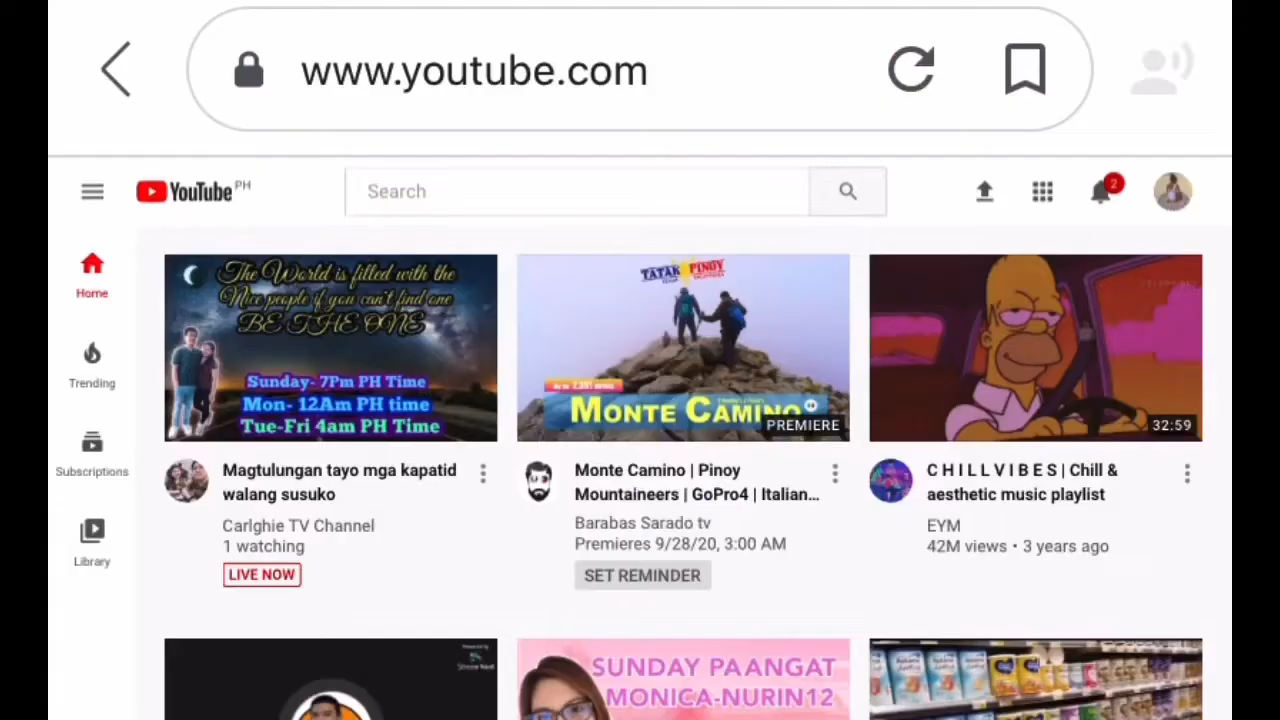 www.youtube.com
YouTube PH
Search
2
Home
Trending
Subscriptions
Library
The World is filled with the
Nice people if you can't find one
BE THE ONE
Sunday- 7Pm PH Time
Mon- 12Am PH time
Tue-Fri 4am PH Time
TATAK PINOY
MONTE CAMINO
PREMIERE
32:59
Magtulungan tayo mga kapatid
walang susuko
Carlghie TV Channel
1 watching
LIVE NOW
Monte Camino | Pinoy
Mountaineers | GoPro4 | Italian...
Barabas Sarado tv
Premieres 9/28/20, 3:00 AM
SET REMINDER
C H I L L V I B E S | Chill &
aesthetic music playlist
EYM
42M views • 3 years ago
SUNDAY PAANGAT
MONICA-NURIN12